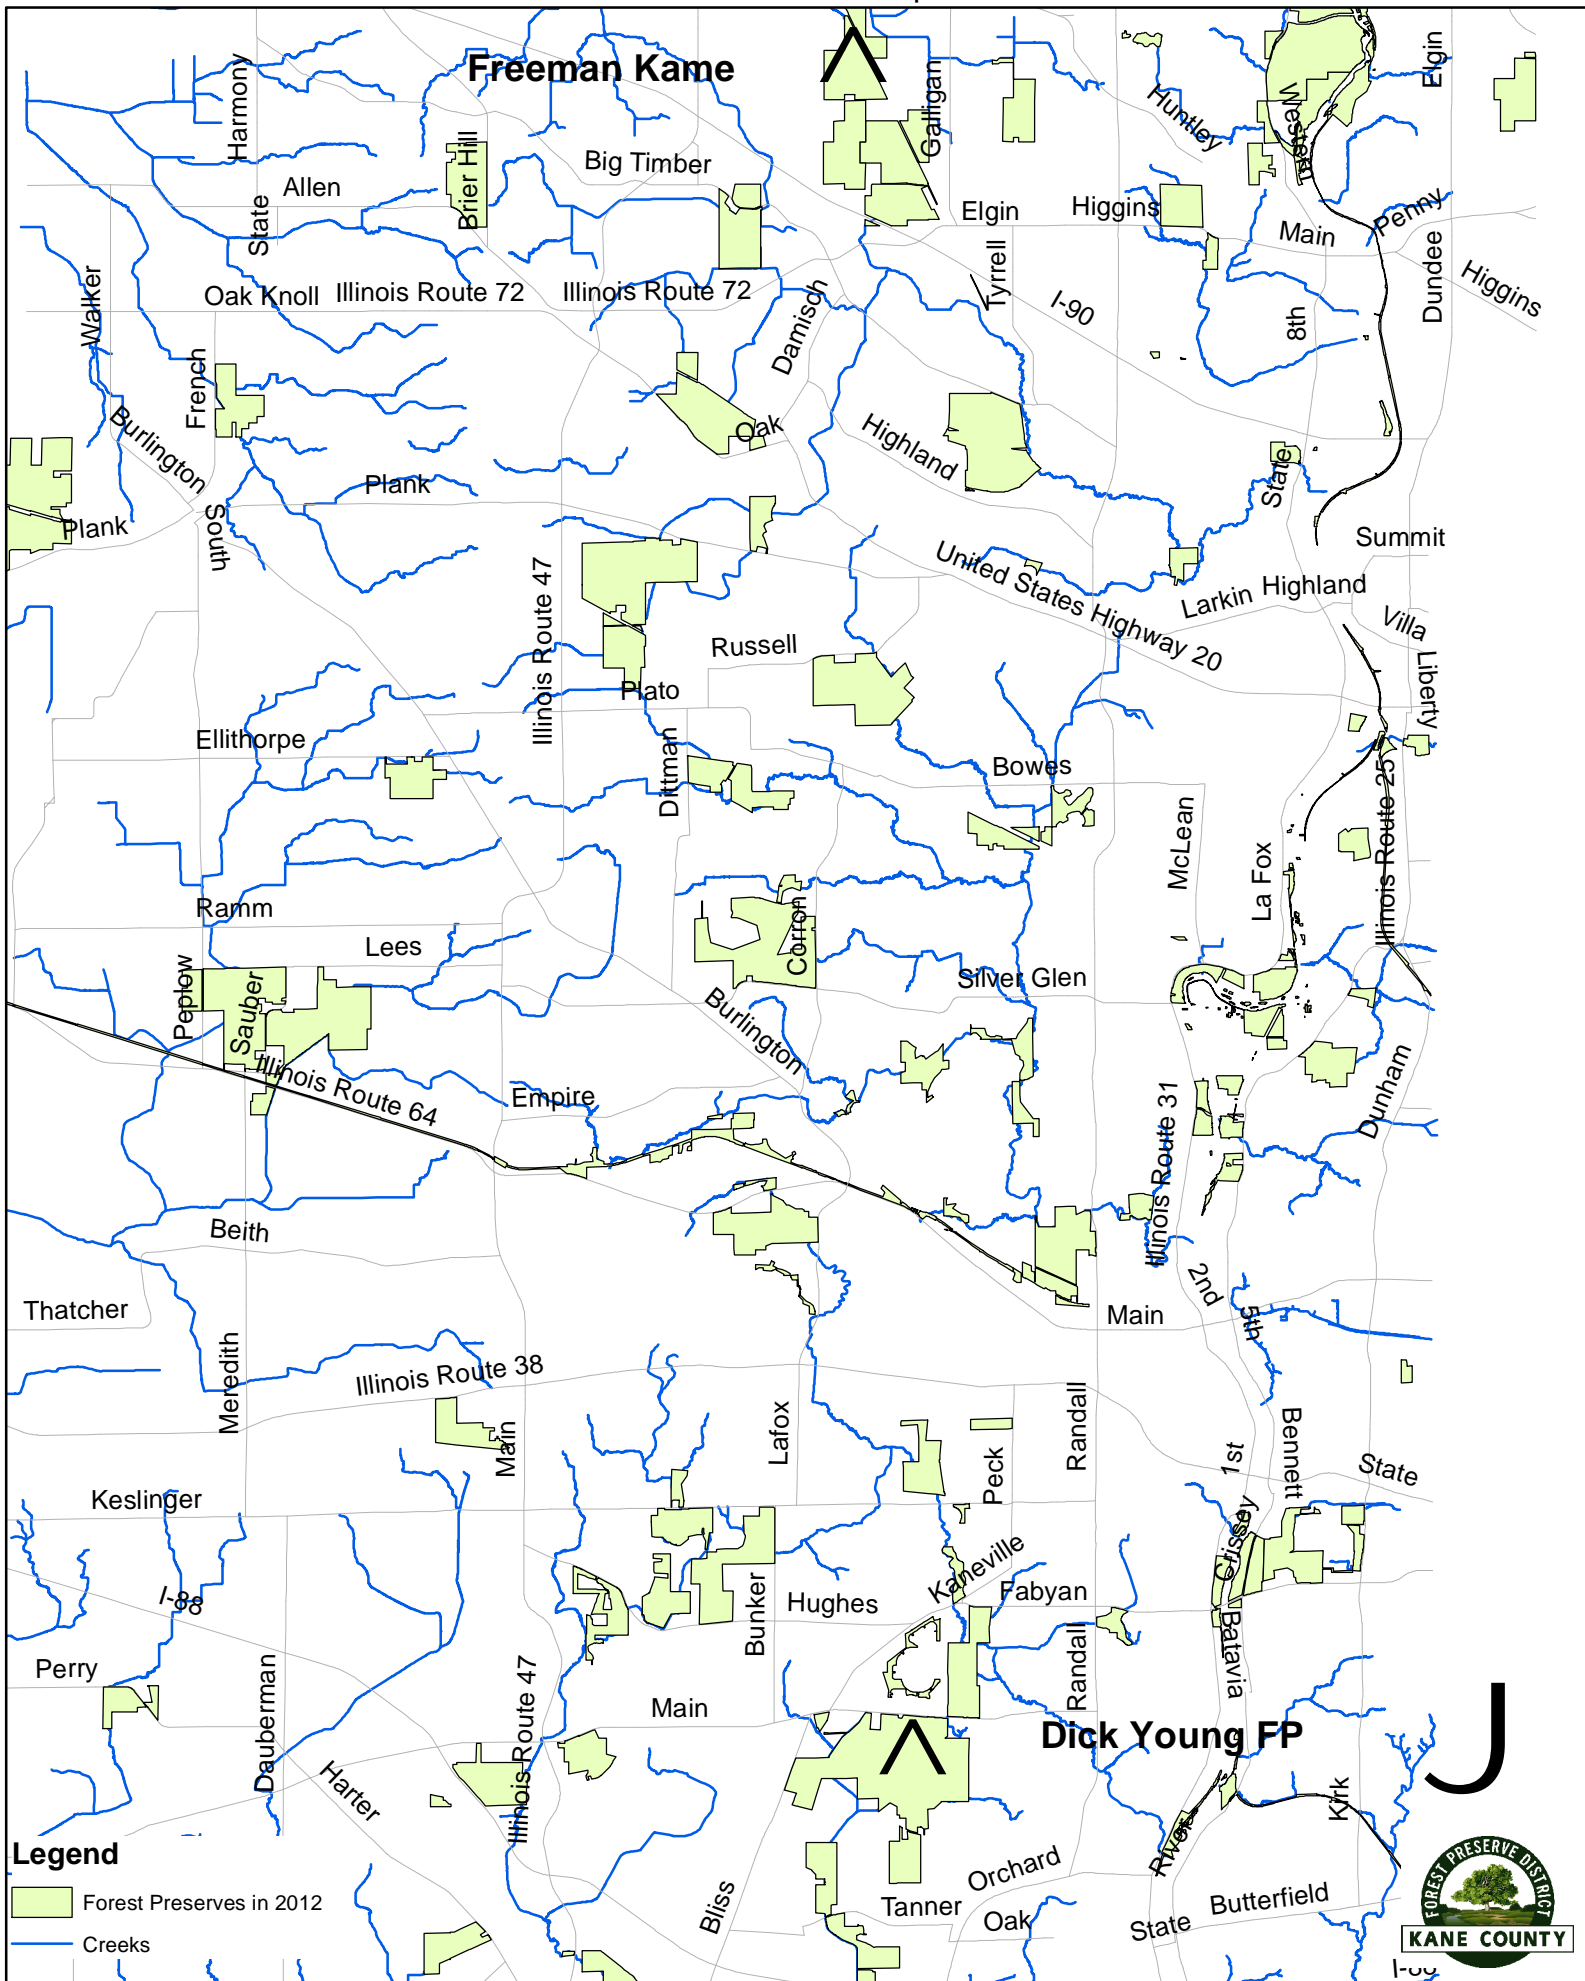 Freeman Kame
Elgin
Harmony
Galligan
Huntley
Western
Brier Hill
Big Timber
Allen
State
Elgin
Higgins
Penny
Main
Dundee
Higgins
Walker
Tyrrell
Oak Knoll
Illinois Route 72
Illinois Route 72
I-90
8th
Damisch
French
Burlington
Oak
Highland
State
Plank
Plank
South
Summit
United States Highway 20
Larkin
Highland
Illinois Route 47
Villa
Russell
Liberty
Plato
Ellithorpe
Dittman
Bowes
Illinois Route 25
McLean
La Fox
Ramm
Lees
Corron
Peplow
Sauber
Silver Glen
Burlington
Illinois Route 64
Empire
Dunham
Illinois Route 31
Beith
2nd
Thatcher
Main
5th
Meredith
Illinois Route 38
Main
Lafox
Randall
Peck
1st
Bennett
State
Keslinger
Crissey
Kaneville
I-88
Hughes
Fabyan
Bunker
Batavia
Perry
Dauberman
Illinois Route 47
Main
Randall
Dick Young FP
Harter
Kirk
River
Legend
Orchard
Forest Preserves in 2012
Bliss
Tanner
Oak
State
Butterfield
Creeks
FOREST PRESERVE DISTRICT
KANE COUNTY
I-88